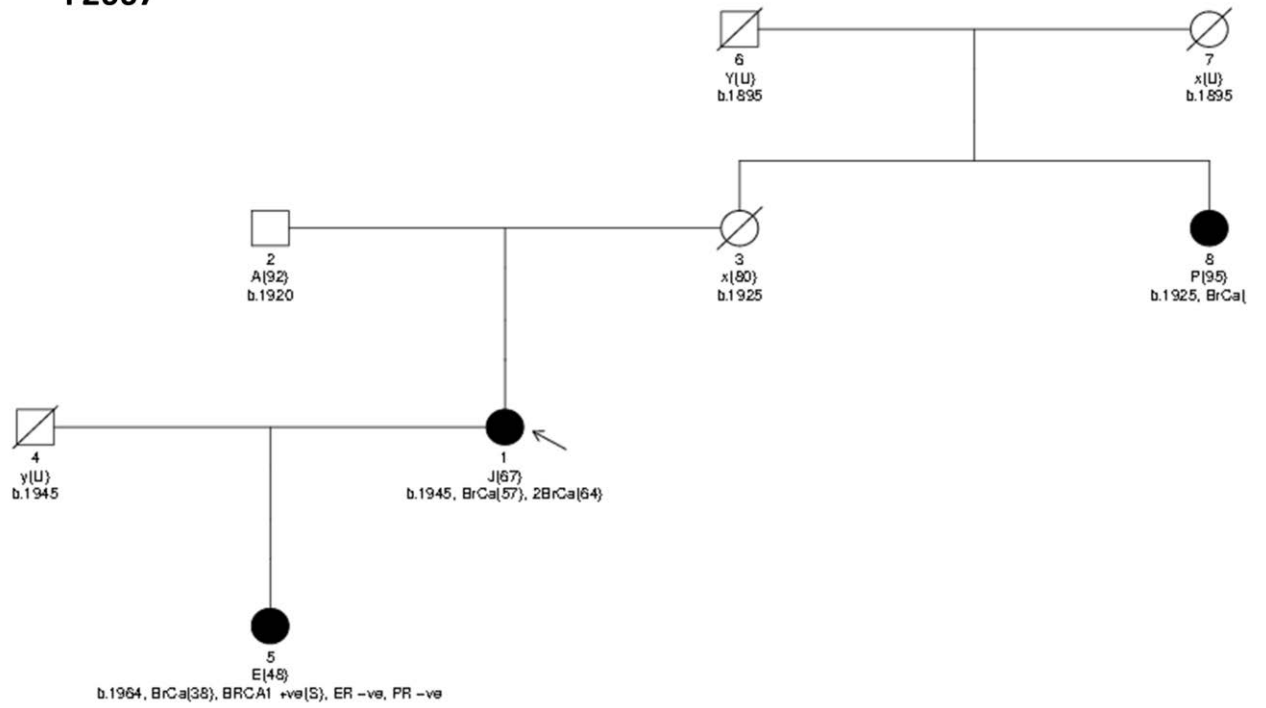 6 7
Y(U) x(U)
b.1895 b.1895
2 3 8
A(92) x(80) P(95)
b.1920 b.1925 b.1925, BrCa(
4 1
y(U) J(67)
b.1945 b.1945, BrCa(57), 2BrCa(64)
5
E(48)
b.1964, BrCa(38), BRCA1 +ve(S), ER -ve, PR -ve